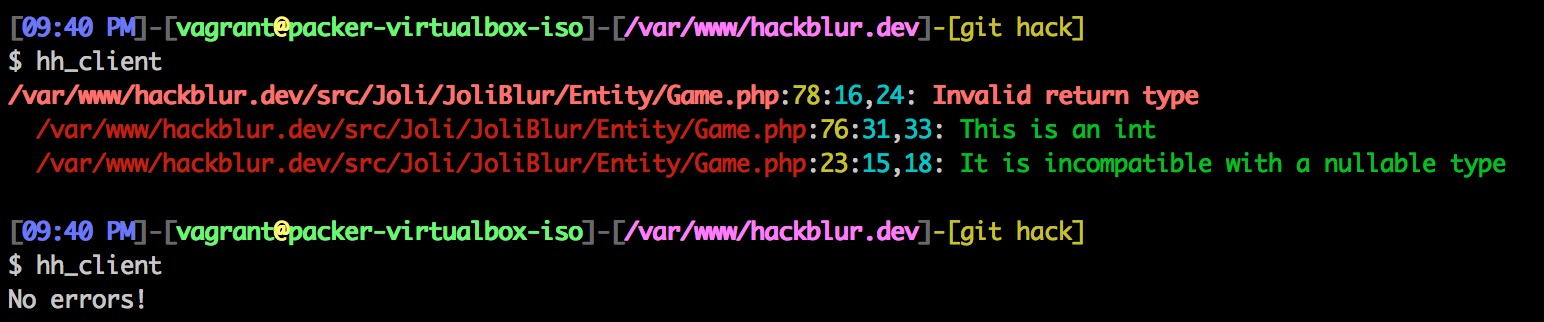 [09:40 PM]-[vagrant@packer-virtualbox-iso]-[/var/www/hackblur.dev]-[git hack]
$ hh_client
/var/www/hackblur.dev/src/Joli/JoliBlur/Entity/Game.php:78:16,24: Invalid return type
  /var/www/hackblur.dev/src/Joli/JoliBlur/Entity/Game.php:76:31,33: This is an int
  /var/www/hackblur.dev/src/Joli/JoliBlur/Entity/Game.php:23:15,18: It is incompatible with a nullable type
[09:40 PM]-[vagrant@packer-virtualbox-iso]-[/var/www/hackblur.dev]-[git hack]
$ hh_client
No errors!